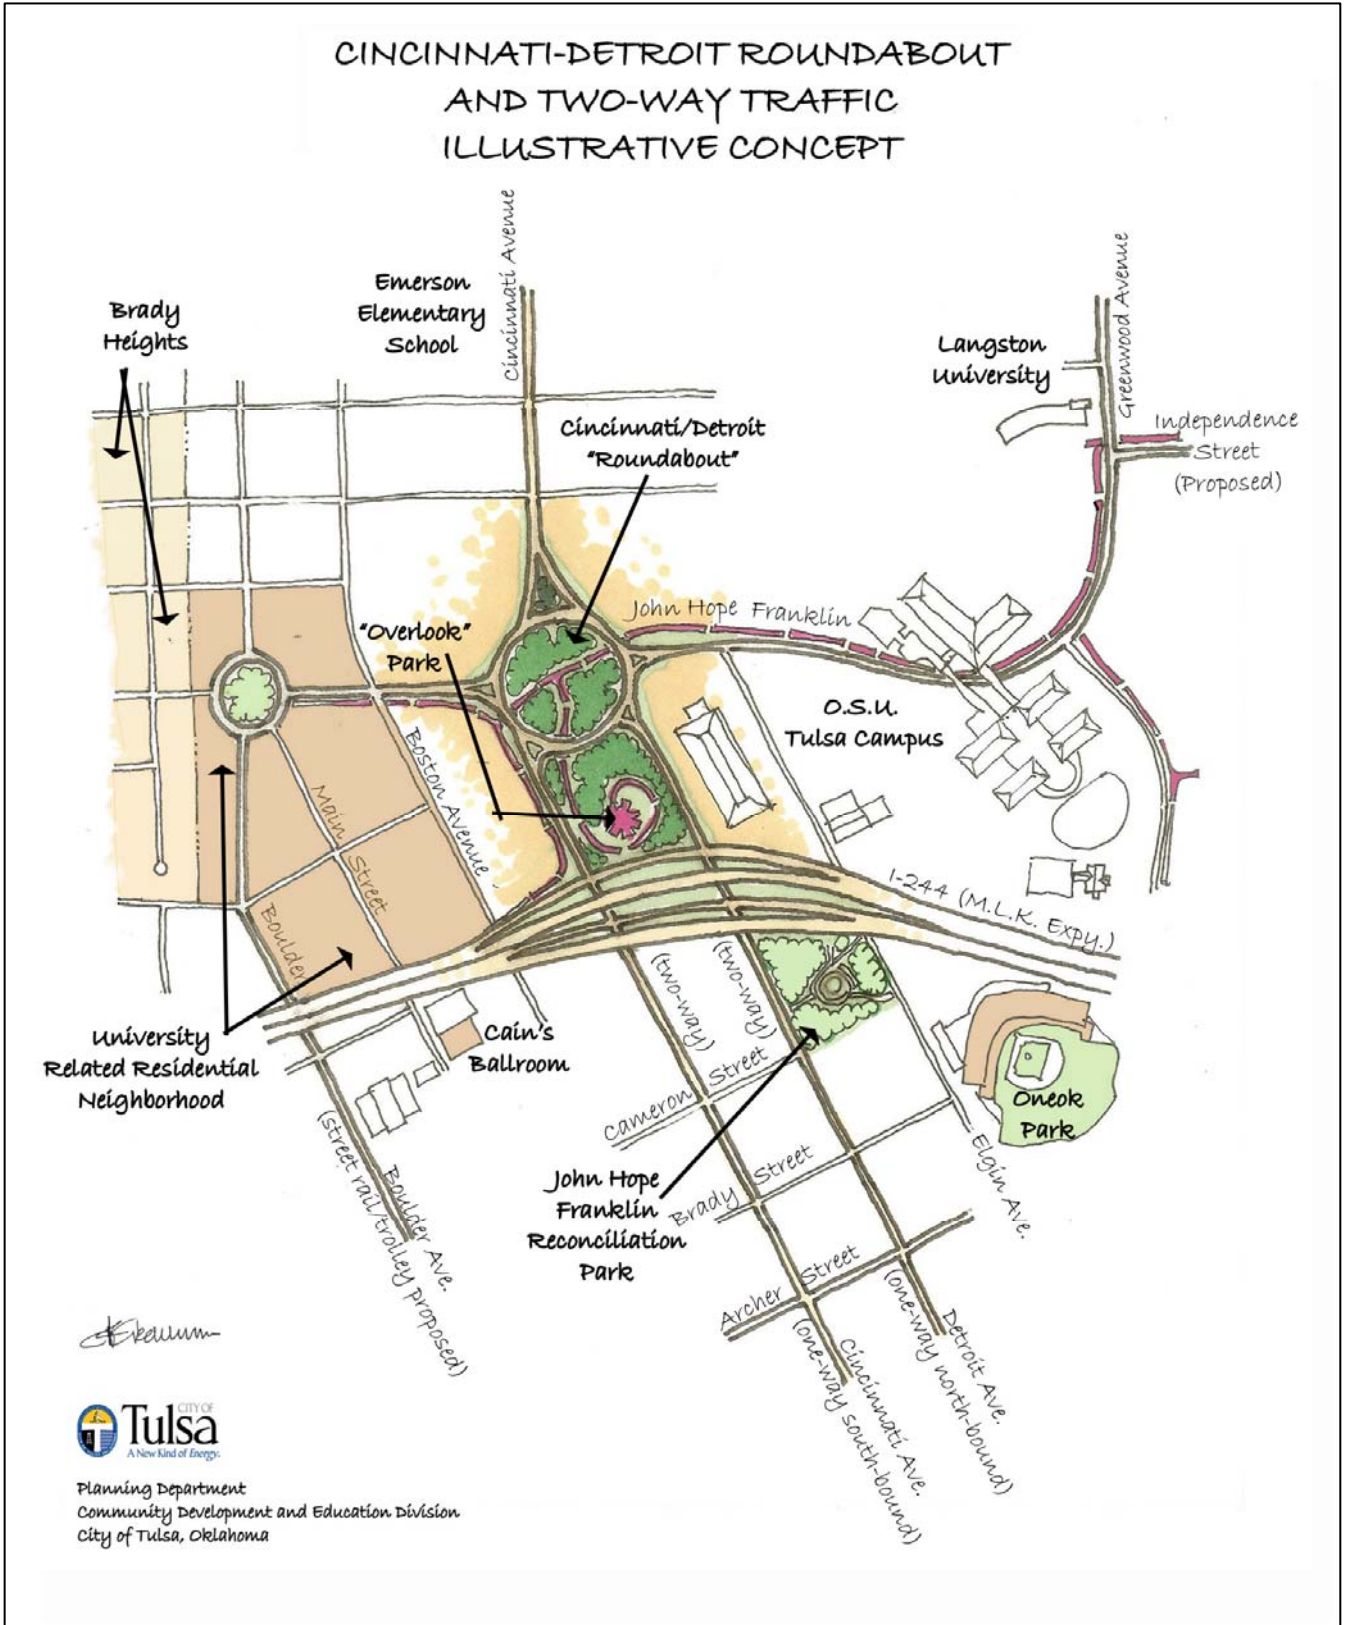 CINCINNATI-DETROIT ROUNDABOUT
AND TWO-WAY TRAFFIC
ILLUSTRATIVE CONCEPT
Cincinnati Avenue
Greenwood Avenue
Emerson
Elementary
School
Brady
Heights
Langston
University
Independence
Street
(Proposed)
Cincinnati/Detroit
"Roundabout"
John Hope Franklin
"Overlook"
Park
O.S.U.
Tulsa Campus
Boston Avenue
Main
Street
Boulder
I-244 (M.L.K. Expy.)
(two-way)
(two-way)
University
Related Residential
Neighborhood
Cain's
Ballroom
Cameron Street
Oneok
Park
Elgin Ave.
Brady Street
John Hope
Franklin
Reconciliation
Park
Boulder Ave.
(street rail/trolley proposed)
Archer Street
Detroit Ave.
(one-way north-bound)
Cincinnati Ave.
(one-way south-bound)
CITY OF
Tulsa
A New Kind of Energy.
Planning Department
Community Development and Education Division
City of Tulsa, Oklahoma